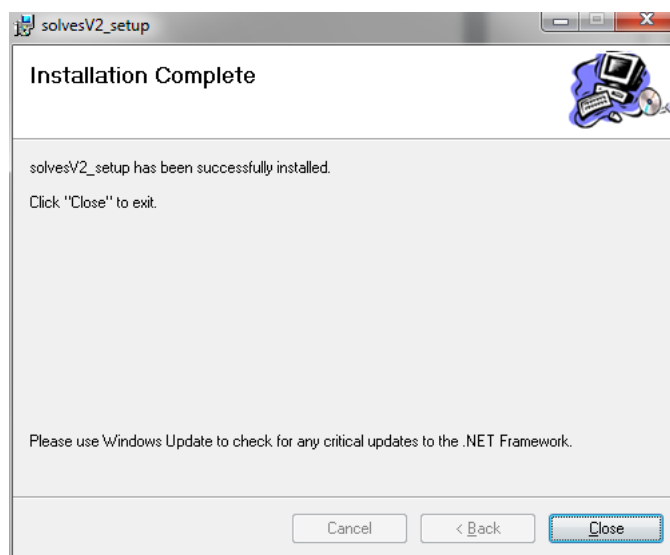 solvesV2_setup
Installation Complete
solvesV2_setup has been successfully installed.
Click "Close" to exit.
Please use Windows Update to check for any critical updates to the .NET Framework.
Cancel
< Back
Close